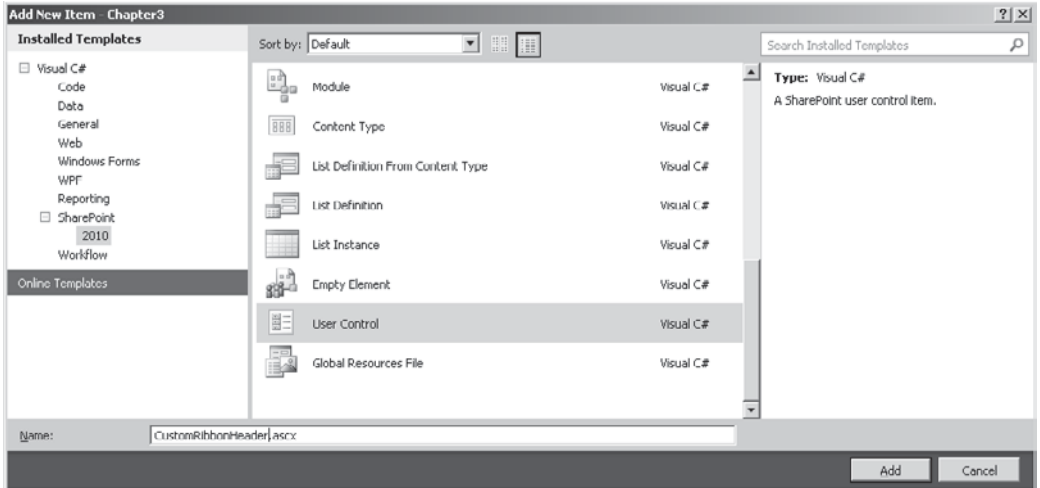 Add New Item - Chapter3
Installed Templates
Visual C#
Code
Data
General
Web
Windows Forms
WPF
Reporting
SharePoint
2010
Workflow
Online Templates
Sort by: Default
Module Visual C#
Content Type Visual C#
List Definition From Content Type Visual C#
List Definition Visual C#
List Instance Visual C#
Empty Element Visual C#
User Control Visual C#
Global Resources File Visual C#
Search Installed Templates
Type: Visual C#
A SharePoint user control item.
Name: CustomRibbonHeader.ascx
Add Cancel